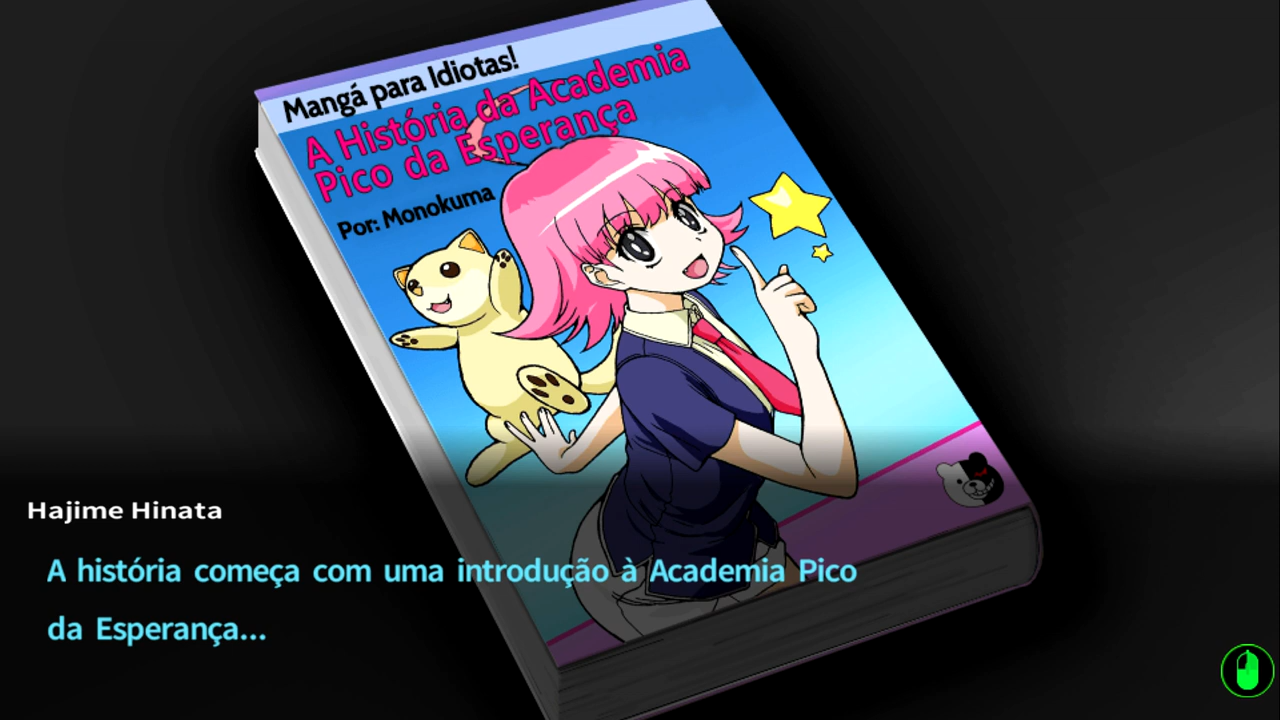 Mangá para Idiotas!
A História da Academia
Pico da Esperança
Por: Monokuma
Hajime Hinata
A história começa com uma introdução à Academia Pico
da Esperança...